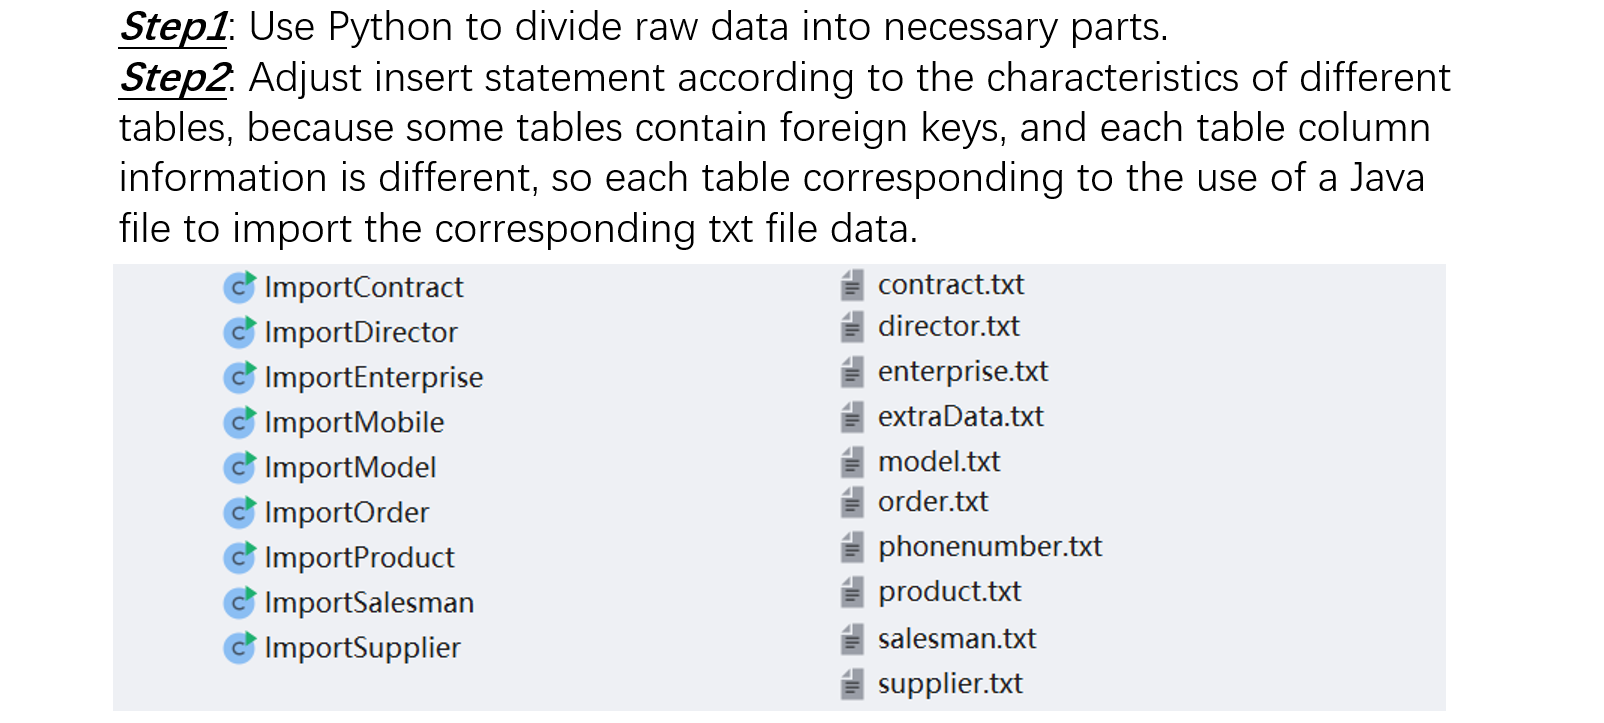 Step1: Use Python to divide raw data into necessary parts.
Step2: Adjust insert statement according to the characteristics of different
tables, because some tables contain foreign keys, and each table column
information is different, so each table corresponding to the use of a Java
file to import the corresponding txt file data.
ImportContract
ImportDirector
ImportEnterprise
ImportMobile
ImportModel
ImportOrder
ImportProduct
ImportSalesman
ImportSupplier
contract.txt
director.txt
enterprise.txt
extraData.txt
model.txt
order.txt
phonenumber.txt
product.txt
salesman.txt
supplier.txt